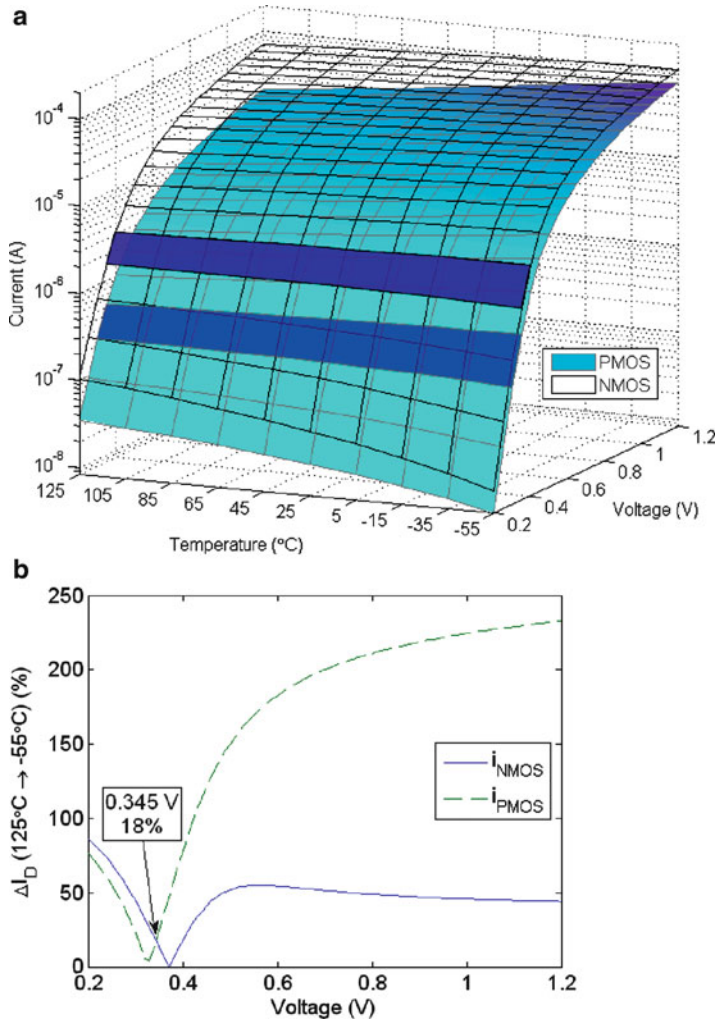 a
10⁻⁴
10⁻⁵
10⁻⁶
10⁻⁷
10⁻⁸
Current (A)
125
105
85
65
45
25
5
-15
-35
-55
Temperature (°C)
0.2
0.4
0.6
0.8
1
1.2
Voltage (V)
PMOS
NMOS
b
250
200
150
100
50
0
ΔI_D (125°C → -55°C) (%)
0.345 V
18%
i_NMOS
i_PMOS
0.2
0.4
0.6
0.8
1
1.2
Voltage (V)